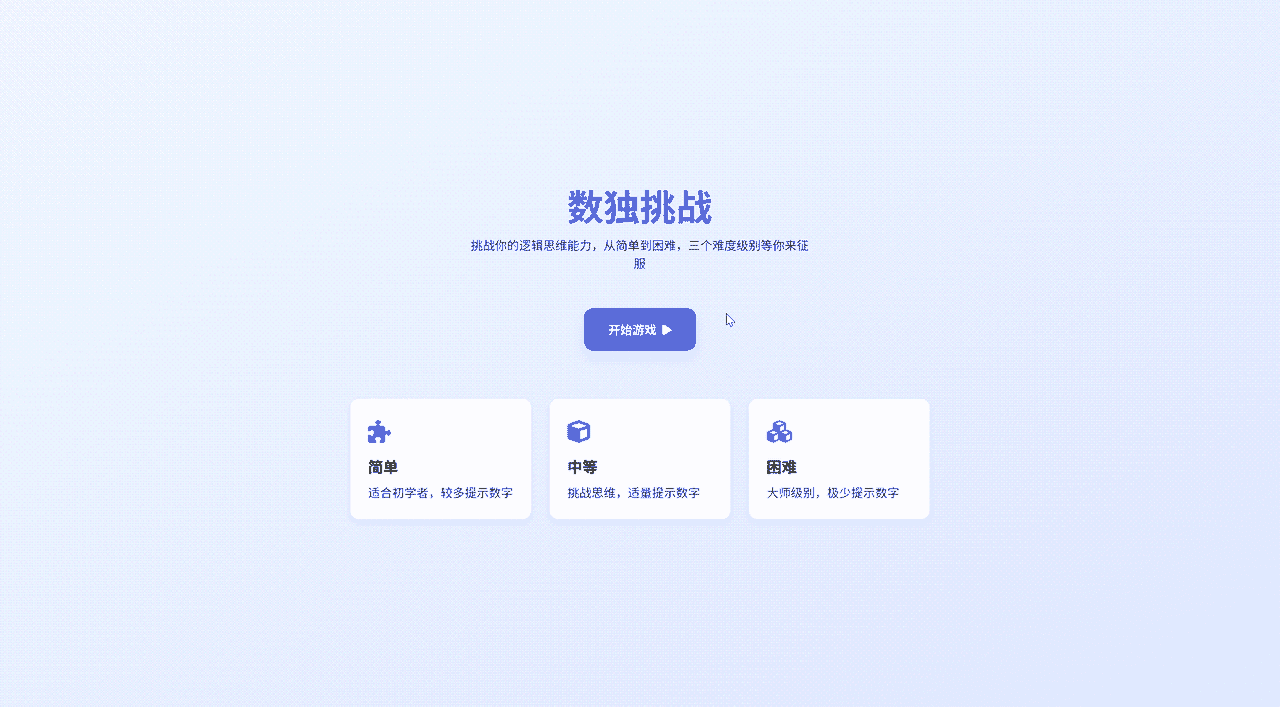 数独挑战
挑战你的逻辑思维能力，从简单到困难，三个难度级别等你来征
服
开始游戏
简单
适合初学者，较多提示数字
中等
挑战思维，适量提示数字
困难
大师级别，极少提示数字